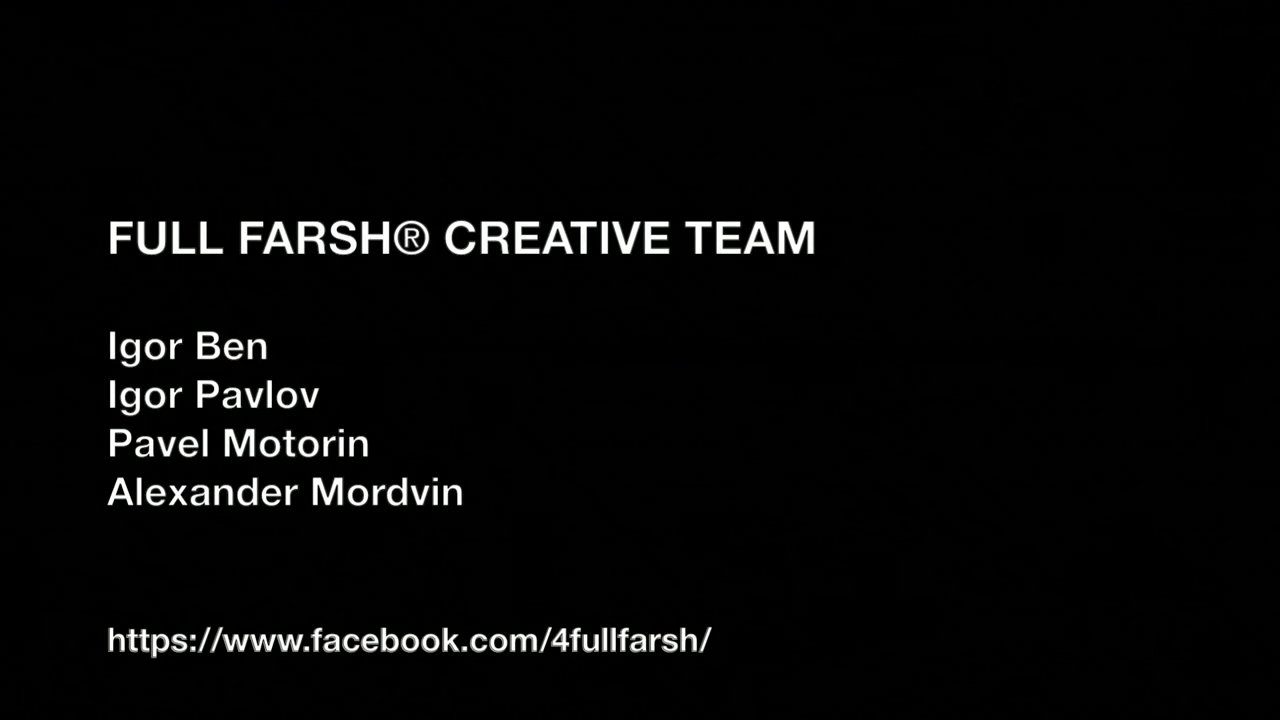 FULL FARSH® CREATIVE TEAM
Igor Ben
Igor Pavlov
Pavel Motorin
Alexander Mordvin
https://www.facebook.com/4fullfarsh/